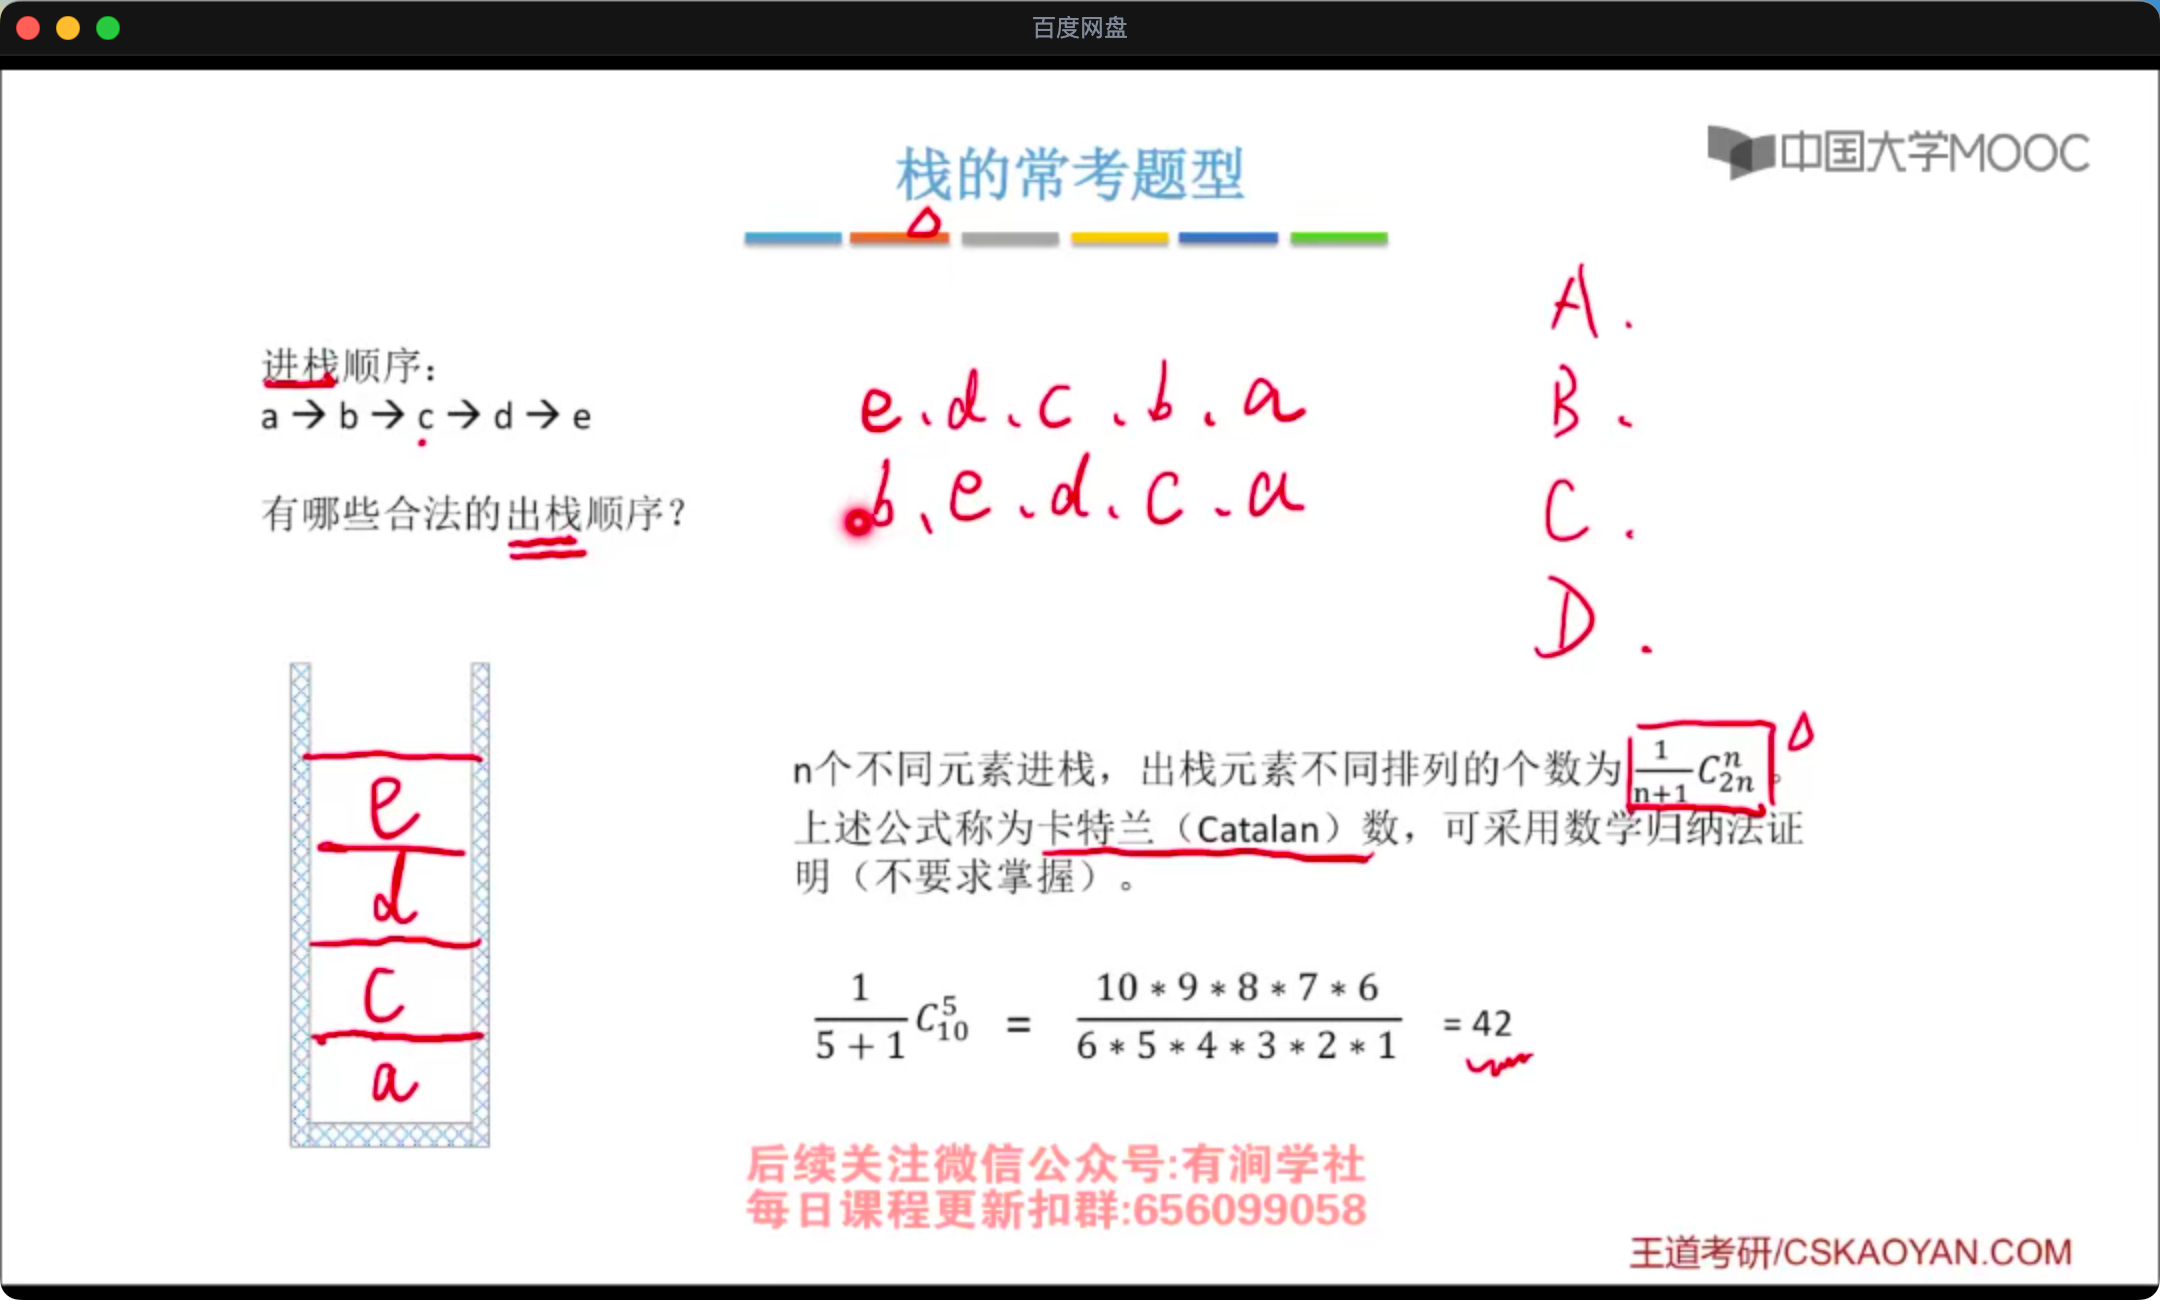 百度网盘
中国大学MOOC
栈的常考题型
进栈顺序：
a → b → c → d → e
有哪些合法的出栈顺序？
e.d.c.b.a
b、e.d.c.a
A.
B.
C.
D.
e
d
c
a
n个不同元素进栈，出栈元素不同排列的个数为 \frac{1}{n+1}C_{2n}^{n}。
上述公式称为卡特兰（Catalan）数，可采用数学归纳法证
明（不要求掌握）。
\frac{1}{5+1}C_{10}^{5} = \frac{10*9*8*7*6}{6*5*4*3*2*1} = 42
后续关注微信公众号:有涧学社
每日课程更新扣群:656099058
王道考研/CSKAOYAN.COM